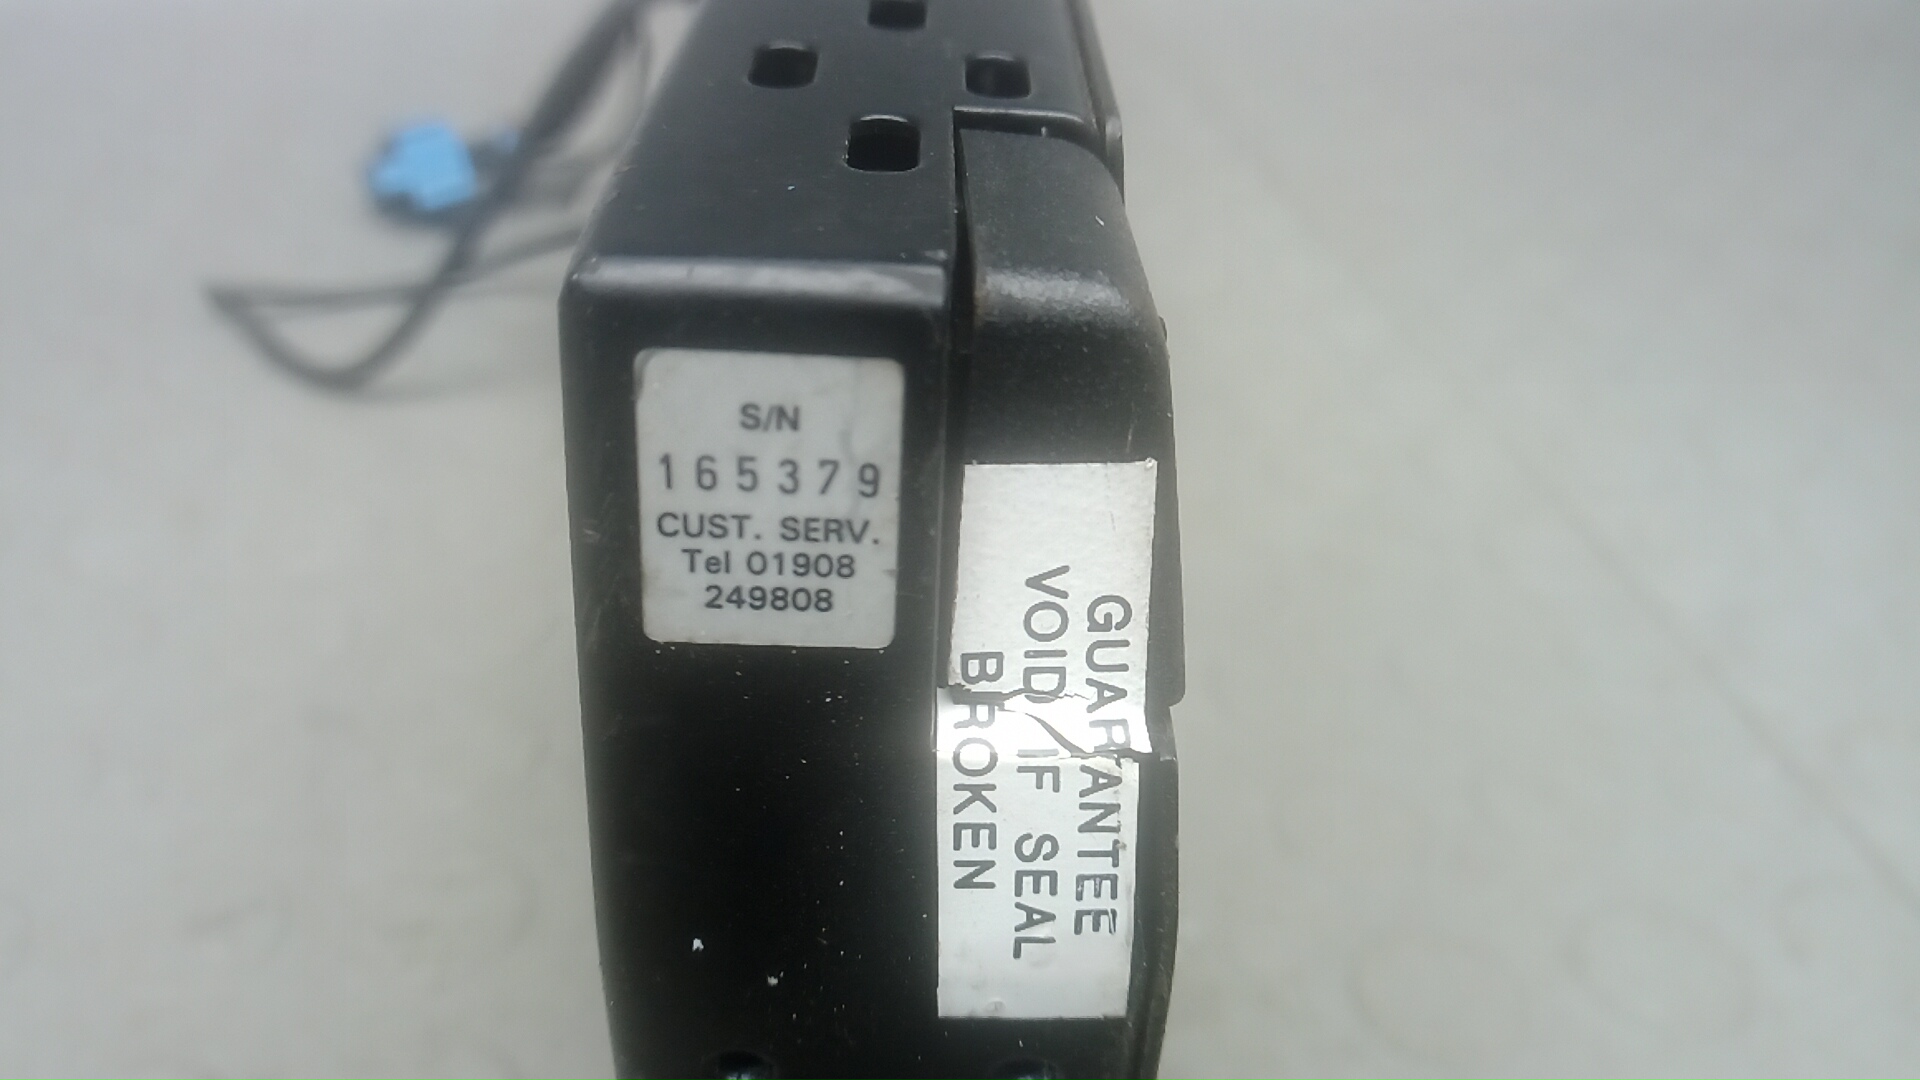 S/N
165379
CUST. SERV.
Tel 01908
249808
GUARANTEE
VOID IF SEAL
BROKEN